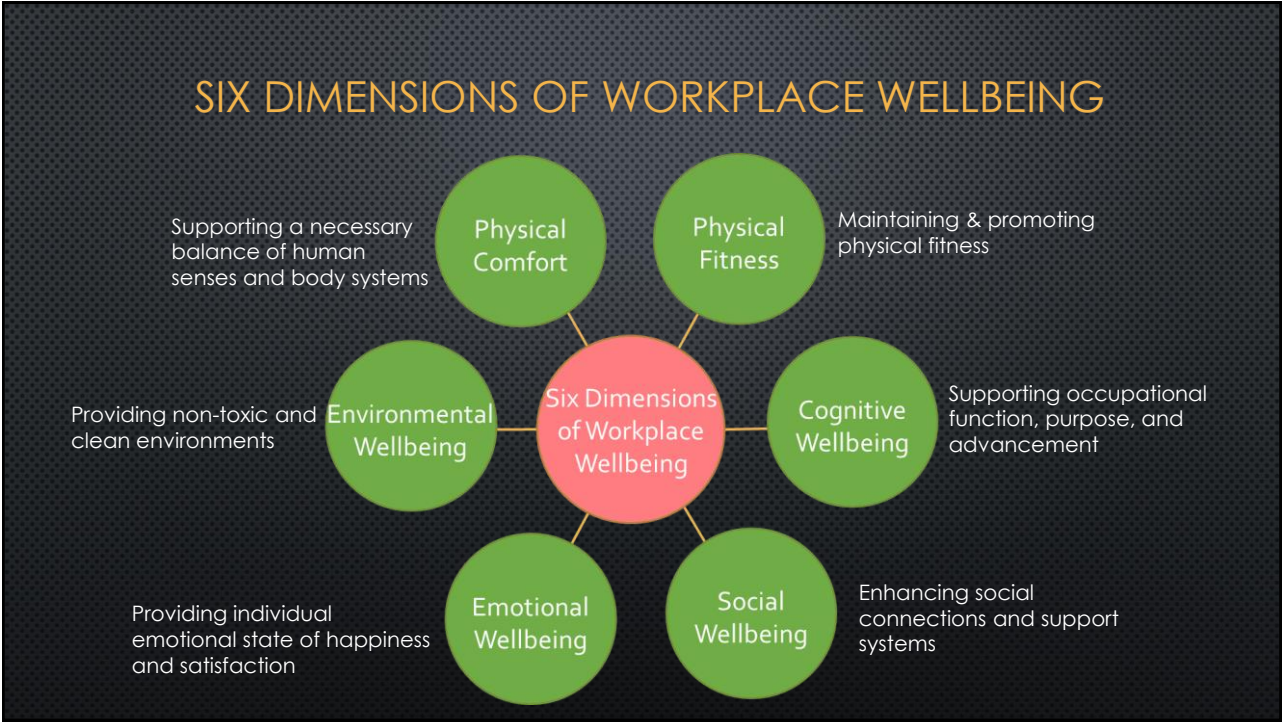 SIX DIMENSIONS OF WORKPLACE WELLBEING
Supporting a necessary
balance of human
senses and body systems
Physical
Comfort
Physical
Fitness
Maintaining & promoting
physical fitness
Providing non-toxic and
clean environments
Environmental
Wellbeing
Six Dimensions
of Workplace
Wellbeing
Cognitive
Wellbeing
Supporting occupational
function, purpose, and
advancement
Providing individual
emotional state of happiness
and satisfaction
Emotional
Wellbeing
Social
Wellbeing
Enhancing social
connections and support
systems